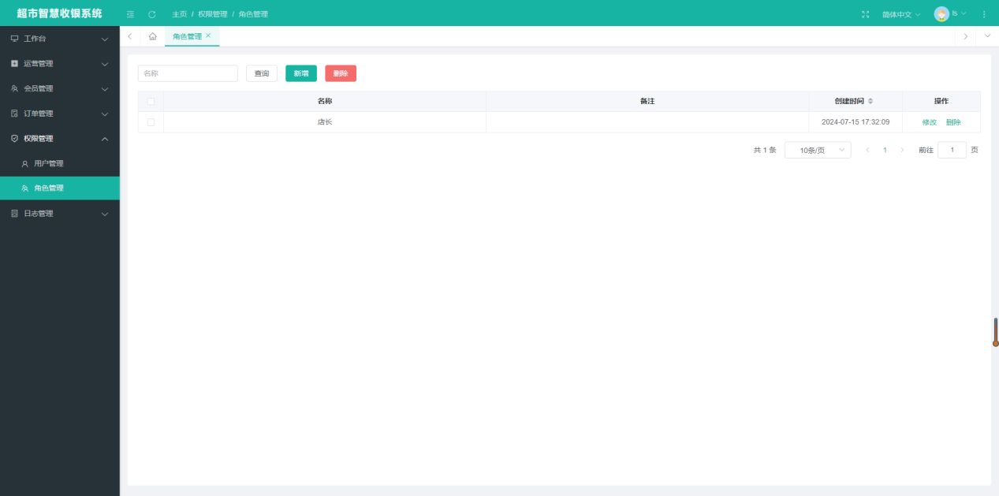 超市智慧收银系统
主页 / 权限管理 / 角色管理
简体中文
ls
工作台
运营管理
会员管理
订单管理
权限管理
用户管理
角色管理
日志管理
角色管理 ×
名称 查询 新增 删除
名称 备注 创建时间 操作
店长 2024-07-15 17:32:09 修改 删除
共 1 条 10条/页 < 1 > 前往 1 页